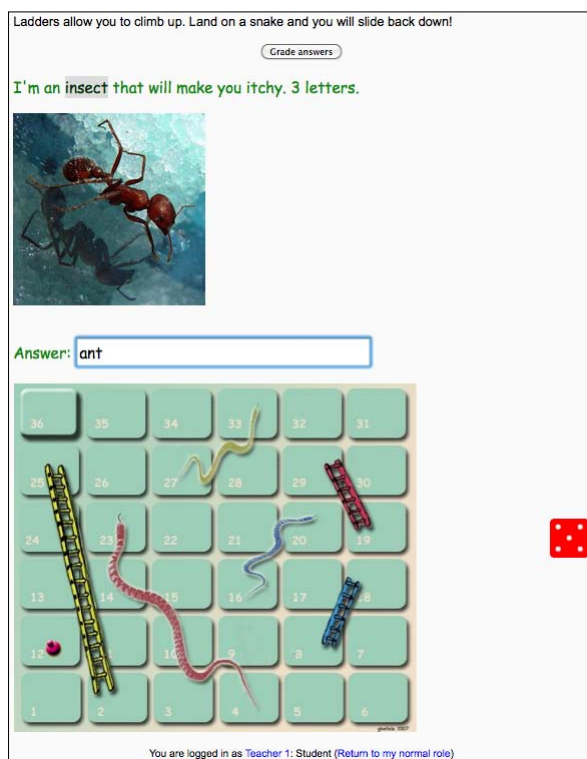 Ladders allow you to climb up. Land on a snake and you will slide back down!
Grade answers
I'm an insect that will make you itchy. 3 letters.
Answer: ant
36 35 34 33 32 31
25 26 27 28 29 30
24 23 22 21 20 19
13 14 15 16 17 8
12 10 9 8 7
1 2 3 4 5 6
You are logged in as Teacher 1: Student (Return to my normal role)